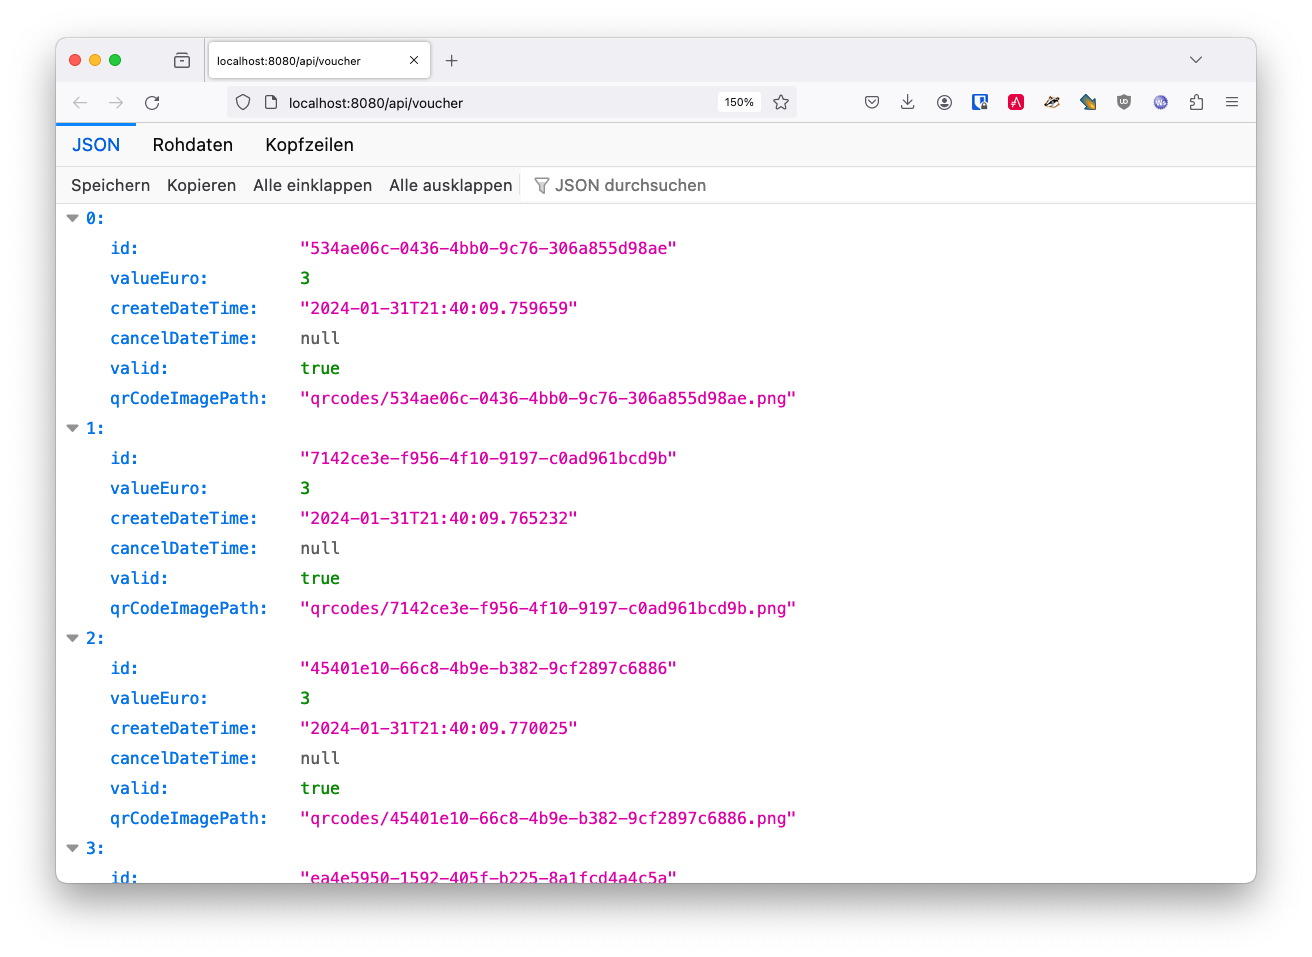 localhost:8080/api/voucher
localhost:8080/api/voucher 150%
JSON Rohdaten Kopfzeilen
Speichern Kopieren Alle einklappen Alle ausklappen JSON durchsuchen
0:
id: "534ae06c-0436-4bb0-9c76-306a855d98ae"
valueEuro: 3
createDateTime: "2024-01-31T21:40:09.759659"
cancelDateTime: null
valid: true
qrCodeImagePath: "qrcodes/534ae06c-0436-4bb0-9c76-306a855d98ae.png"
1:
id: "7142ce3e-f956-4f10-9197-c0ad961bcd9b"
valueEuro: 3
createDateTime: "2024-01-31T21:40:09.765232"
cancelDateTime: null
valid: true
qrCodeImagePath: "qrcodes/7142ce3e-f956-4f10-9197-c0ad961bcd9b.png"
2:
id: "45401e10-66c8-4b9e-b382-9cf2897c6886"
valueEuro: 3
createDateTime: "2024-01-31T21:40:09.770025"
cancelDateTime: null
valid: true
qrCodeImagePath: "qrcodes/45401e10-66c8-4b9e-b382-9cf2897c6886.png"
3:
id: "ea4e5950-1592-405f-b225-8a1fcd4a4c5a"